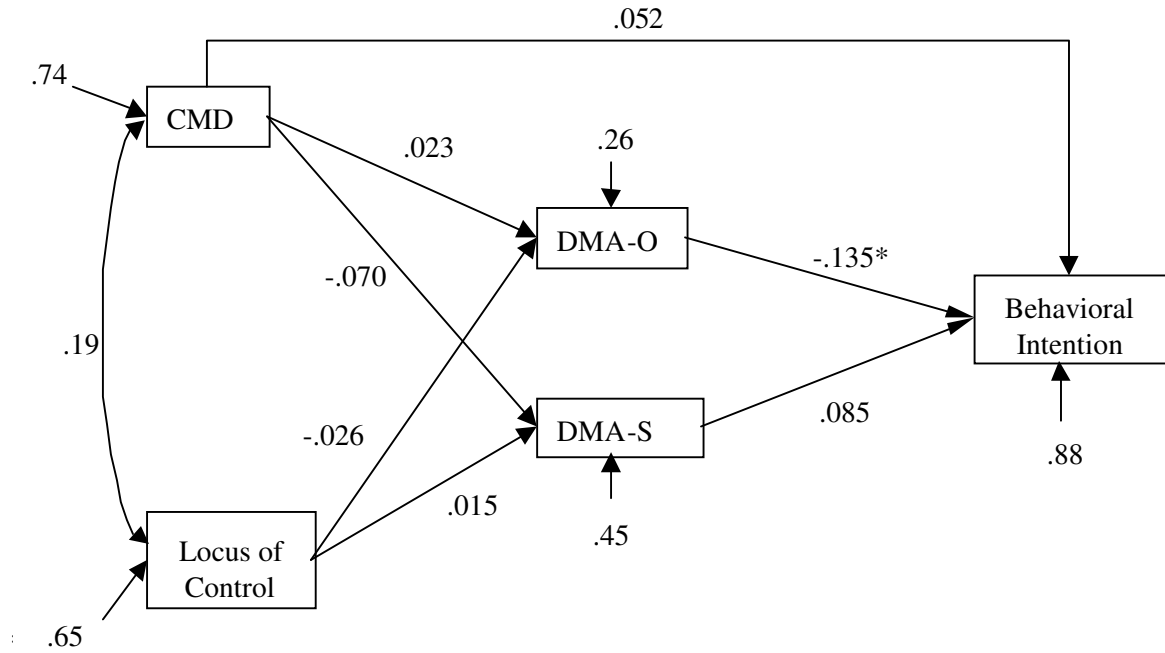 .052
.74
CMD
.023
.26
DMA-O
-.135*
-.070
Behavioral
Intention
.19
-.026
DMA-S
.085
.88
.015
.45
Locus of
Control
: .65